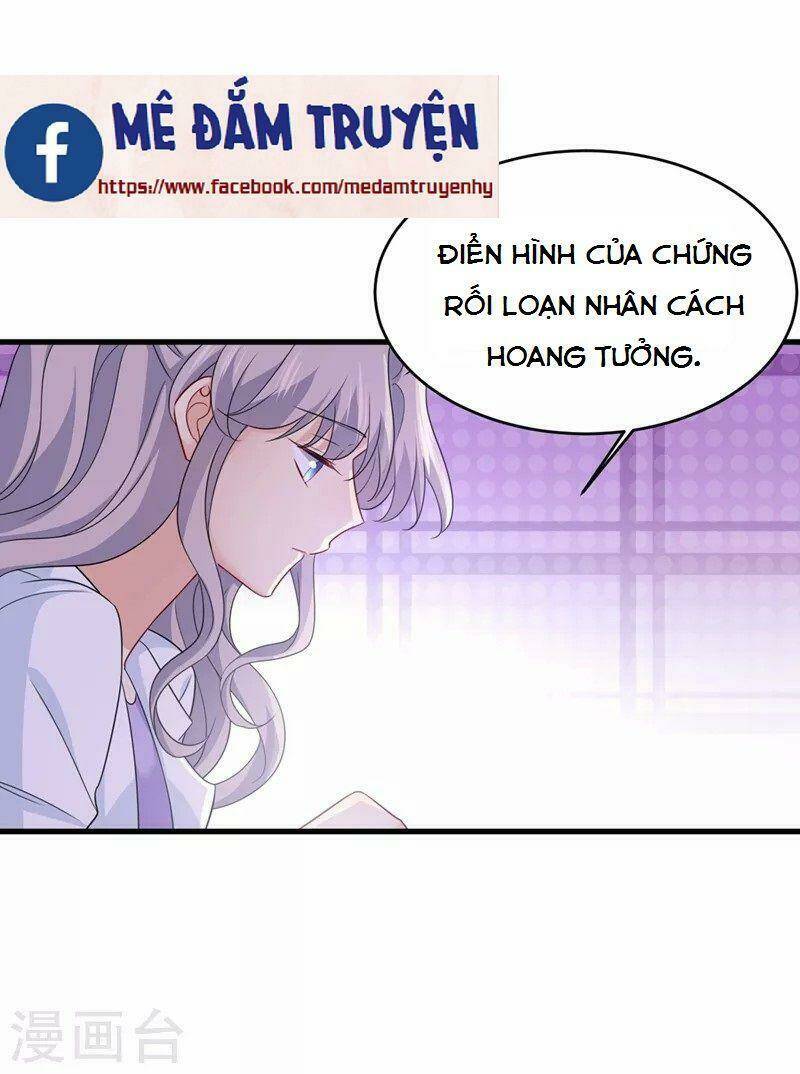 MÊ ĐẮM TRUYỆN
https://www.facebook.com/medamtruyenhy
ĐIỂN HÌNH CỦA CHỨNG
RỐI LOẠN NHÂN CÁCH
HOANG TƯỞNG.
漫画台